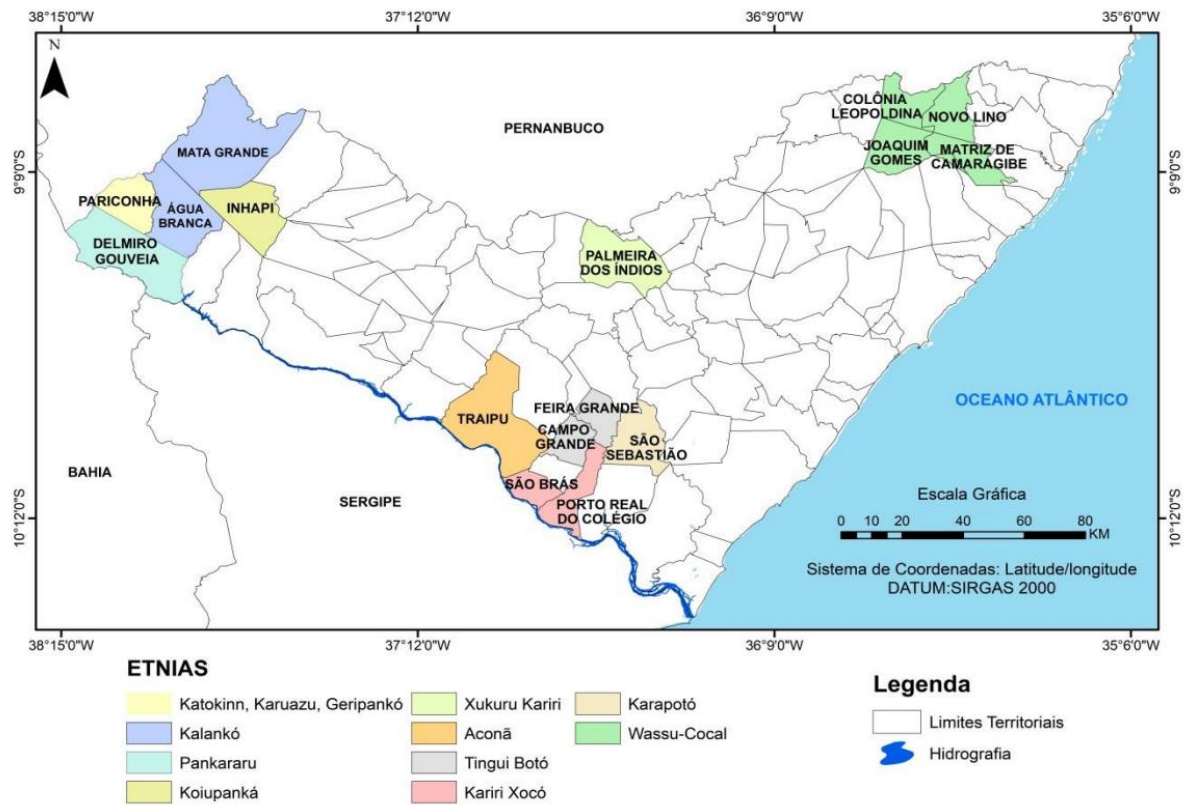 38°15'0"W
37°12'0"W
36°9'0"W
35°6'0"W
N
PERNANBUCO
COLÔNIA
LEOPOLDINA
NOVO LINO
MATA GRANDE
JOAQUIM
GOMES
MATRIZ DE
CAMARAGIBE
9°9'0"S
9°9'0"S
PARICONHA
ÁGUA
BRANCA
INHAPI
DELMIRO
GOUVEIA
PALMEIRA
DOS ÍNDIOS
OCEANO ATLÂNTICO
TRAIPU
FEIRA GRANDE
CAMPO
GRANDE
SÃO
SEBASTIÃO
BAHIA
SERGIPE
SÃO BRÁS
PORTO REAL
DO COLÉGIO
10°12'0"S
10°12'0"S
Escala Gráfica
0 10 20 40 60 80
KM
Sistema de Coordenadas: Latitude/longitude
DATUM:SIRGAS 2000
38°15'0"W
37°12'0"W
36°9'0"W
35°6'0"W
ETNIAS
Katokinn, Karuazu, Geripankó
Kalankó
Pankararu
Koiupanká
Xukuru Kariri
Aconã
Tingui Botó
Kariri Xocó
Karapotó
Wassu-Cocal
Legenda
Limites Territoriais
Hidrografia